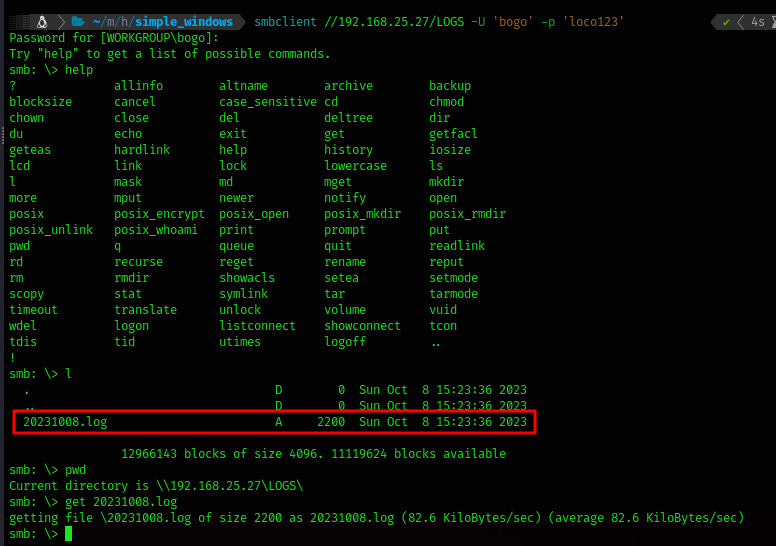 ~/m/h/simple_windows smbclient //192.168.25.27/LOGS -U 'bogo' -p 'loco123' ✔ 4s
Password for [WORKGROUP\bogo]:
Try "help" to get a list of possible commands.
smb: \> help
? allinfo altname archive backup
blocksize cancel case_sensitive cd chmod
chown close del deltree dir
du echo exit get getfacl
geteas hardlink help history iosize
lcd link lock lowercase ls
l mask md mget mkdir
more mput newer notify open
posix posix_encrypt posix_open posix_mkdir posix_rmdir
posix_unlink posix_whoami print prompt put
pwd q queue quit readlink
rd recurse reget rename reput
rm rmdir showacls setea setmode
scopy stat symlink tar tarmode
timeout translate unlock volume vuid
wdel logon listconnect showconnect tcon
tdis tid utimes logoff ..
!
smb: \> l
. D 0 Sun Oct 8 15:23:36 2023
.. D 0 Sun Oct 8 15:23:36 2023
20231008.log A 2200 Sun Oct 8 15:23:36 2023
12966143 blocks of size 4096. 11119624 blocks available
smb: \> pwd
Current directory is \\192.168.25.27\LOGS\
smb: \> get 20231008.log
getting file \20231008.log of size 2200 as 20231008.log (82.6 KiloBytes/sec) (average 82.6 KiloBytes/sec)
smb: \>